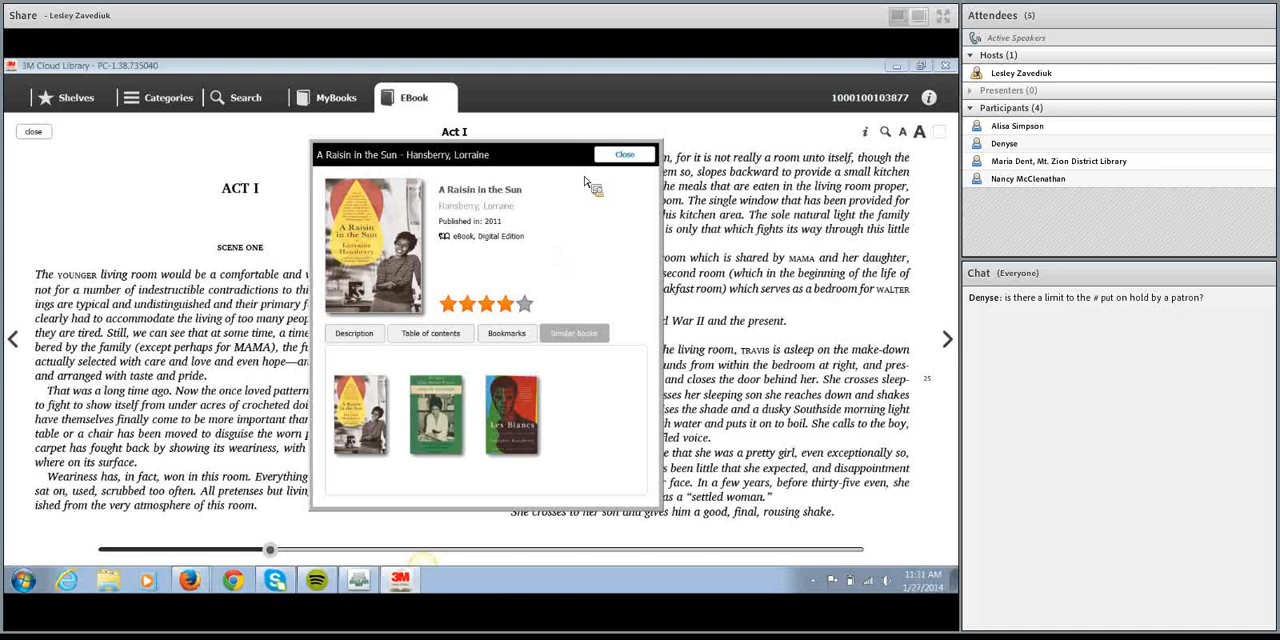 Share - Lesley Zavediuk
3M Cloud Library - PC-1.38.735040
Shelves
Categories
Search
MyBooks
EBook
1000100103877
close
Act I
A
A
ACT I
SCENE ONE
The YOUNGER living room would be a comfortable and
not for a number of indestructible contradictions to
ings are typical and undistinguished and their primary
clearly had to accommodate the living of too many
they are tired. Still, we can see that at some time, a
bered by the family (except perhaps for MAMA), the
actually selected with care and love and even hope—
and arranged with taste and pride.
That was a long time ago. Now the once loved
to fight to show itself from under acres of crocheted
have themselves finally come to be more important
table or a chair has been moved to disguise the worn
carpet has fought back by showing its weariness, with
where on its surface.
Weariness has, in fact, won in this room. Everything
sat on, used, scrubbed too often. All pretenses but
ished from the very atmosphere of this room.
A Raisin in the Sun - Hansberry, Lorraine
Close
A Raisin in the Sun
Lorraine Hansberry
A Raisin in the Sun
Hansberry, Lorraine
Published in: 2011
eBook, Digital Edition
Description
Table of contents
Bookmarks
Similar books
A Raisin in the Sun
Les Blancs
for it is not really a room unto itself, though the
so, slopes backward to provide a small kitchen
meals that are eaten in the living room proper,
room. The single window that has been provided for
his kitchen area. The sole natural light the family
is only that which fights its way through this little
which is shared by MAMA and her daughter,
second room (which in the beginning of the life of
room) which serves as a bedroom for WALTER
War II and the present.
living room, TRAVIS is asleep on the make-down
sounds from within the bedroom at right, and pres-
and closes the door behind her. She crosses sleep-
her sleeping son she reaches down and shakes
the shade and a dusky Southside morning light
water and puts it on to boil. She calls to the boy,
voice.
that she was a pretty girl, even exceptionally so,
been little that she expected, and disappointment
face. In a few years, before thirty-five even, she
as a "settled woman."
She crosses to her son and gives him a good, final, rousing shake.
25
3M
11:31 AM
1/27/2014
Attendees (5)
Active Speakers
Hosts (1)
Lesley Zavediuk
Presenters (0)
Participants (4)
Alisa Simpson
Denyse
Maria Dent, Mt. Zion District Library
Nancy McClenathan
Chat (Everyone)
Denyse: is there a limit to the # put on hold by a patron?